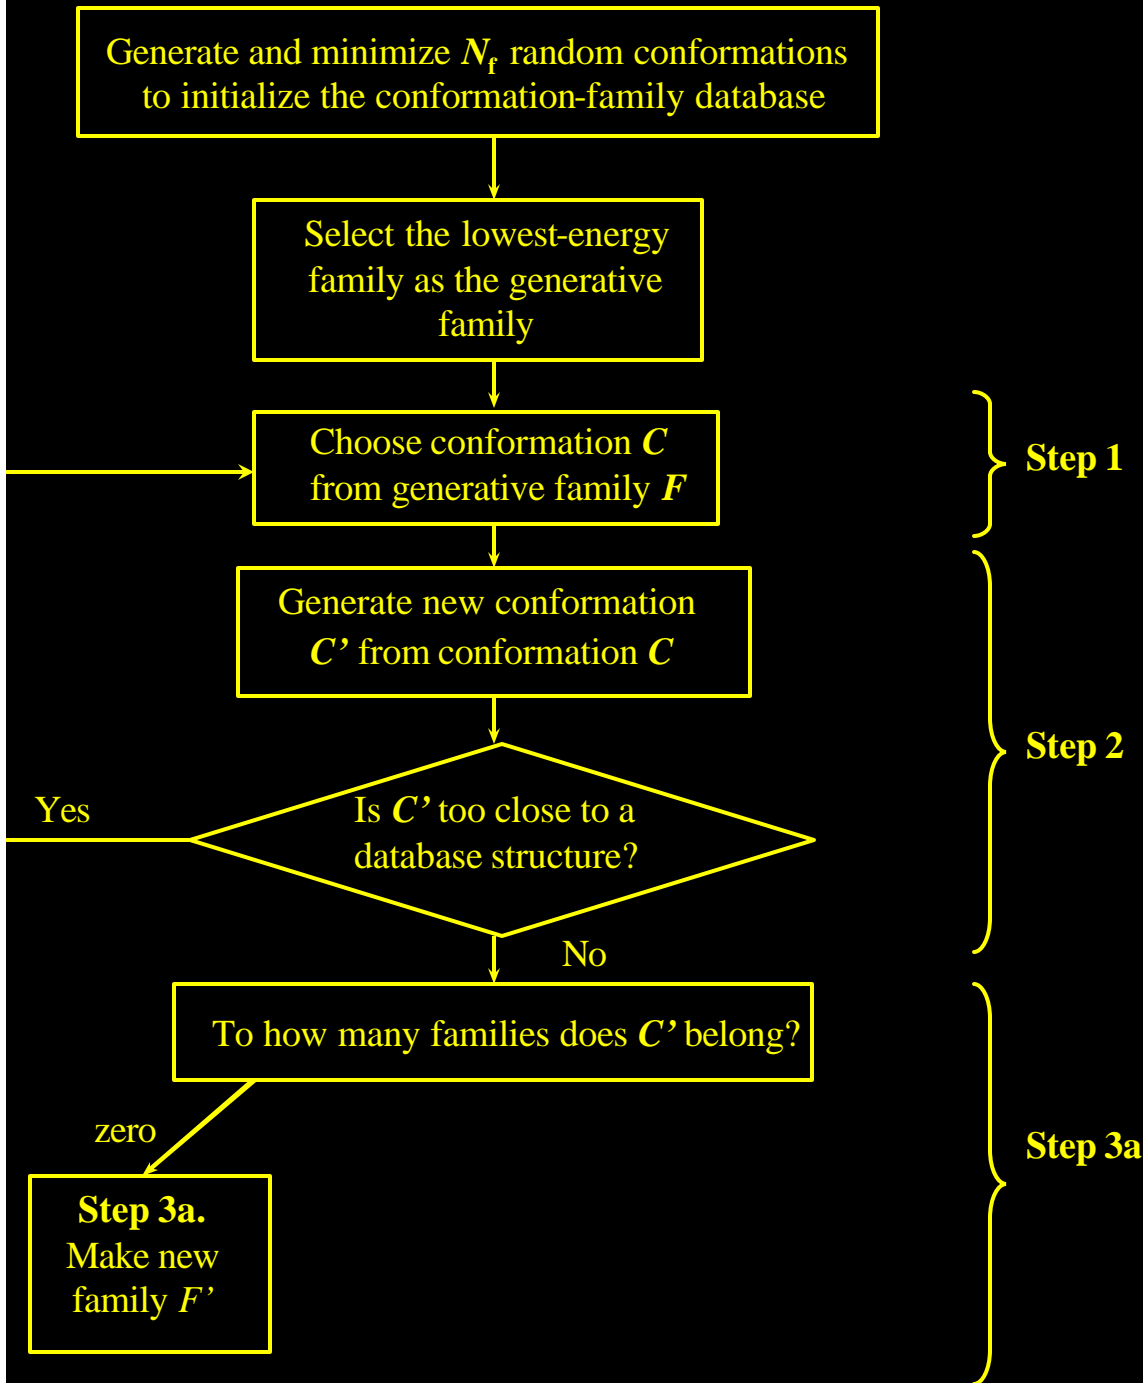 Generate and minimize Nf random conformations
to initialize the conformation-family database
Select the lowest-energy
family as the generative
family
Choose conformation C
from generative family F
Step 1
Generate new conformation
C’ from conformation C
Step 2
Yes
Is C’ too close to a
database structure?
No
To how many families does C’ belong?
zero
Step 3a
Step 3a.
Make new
family F’